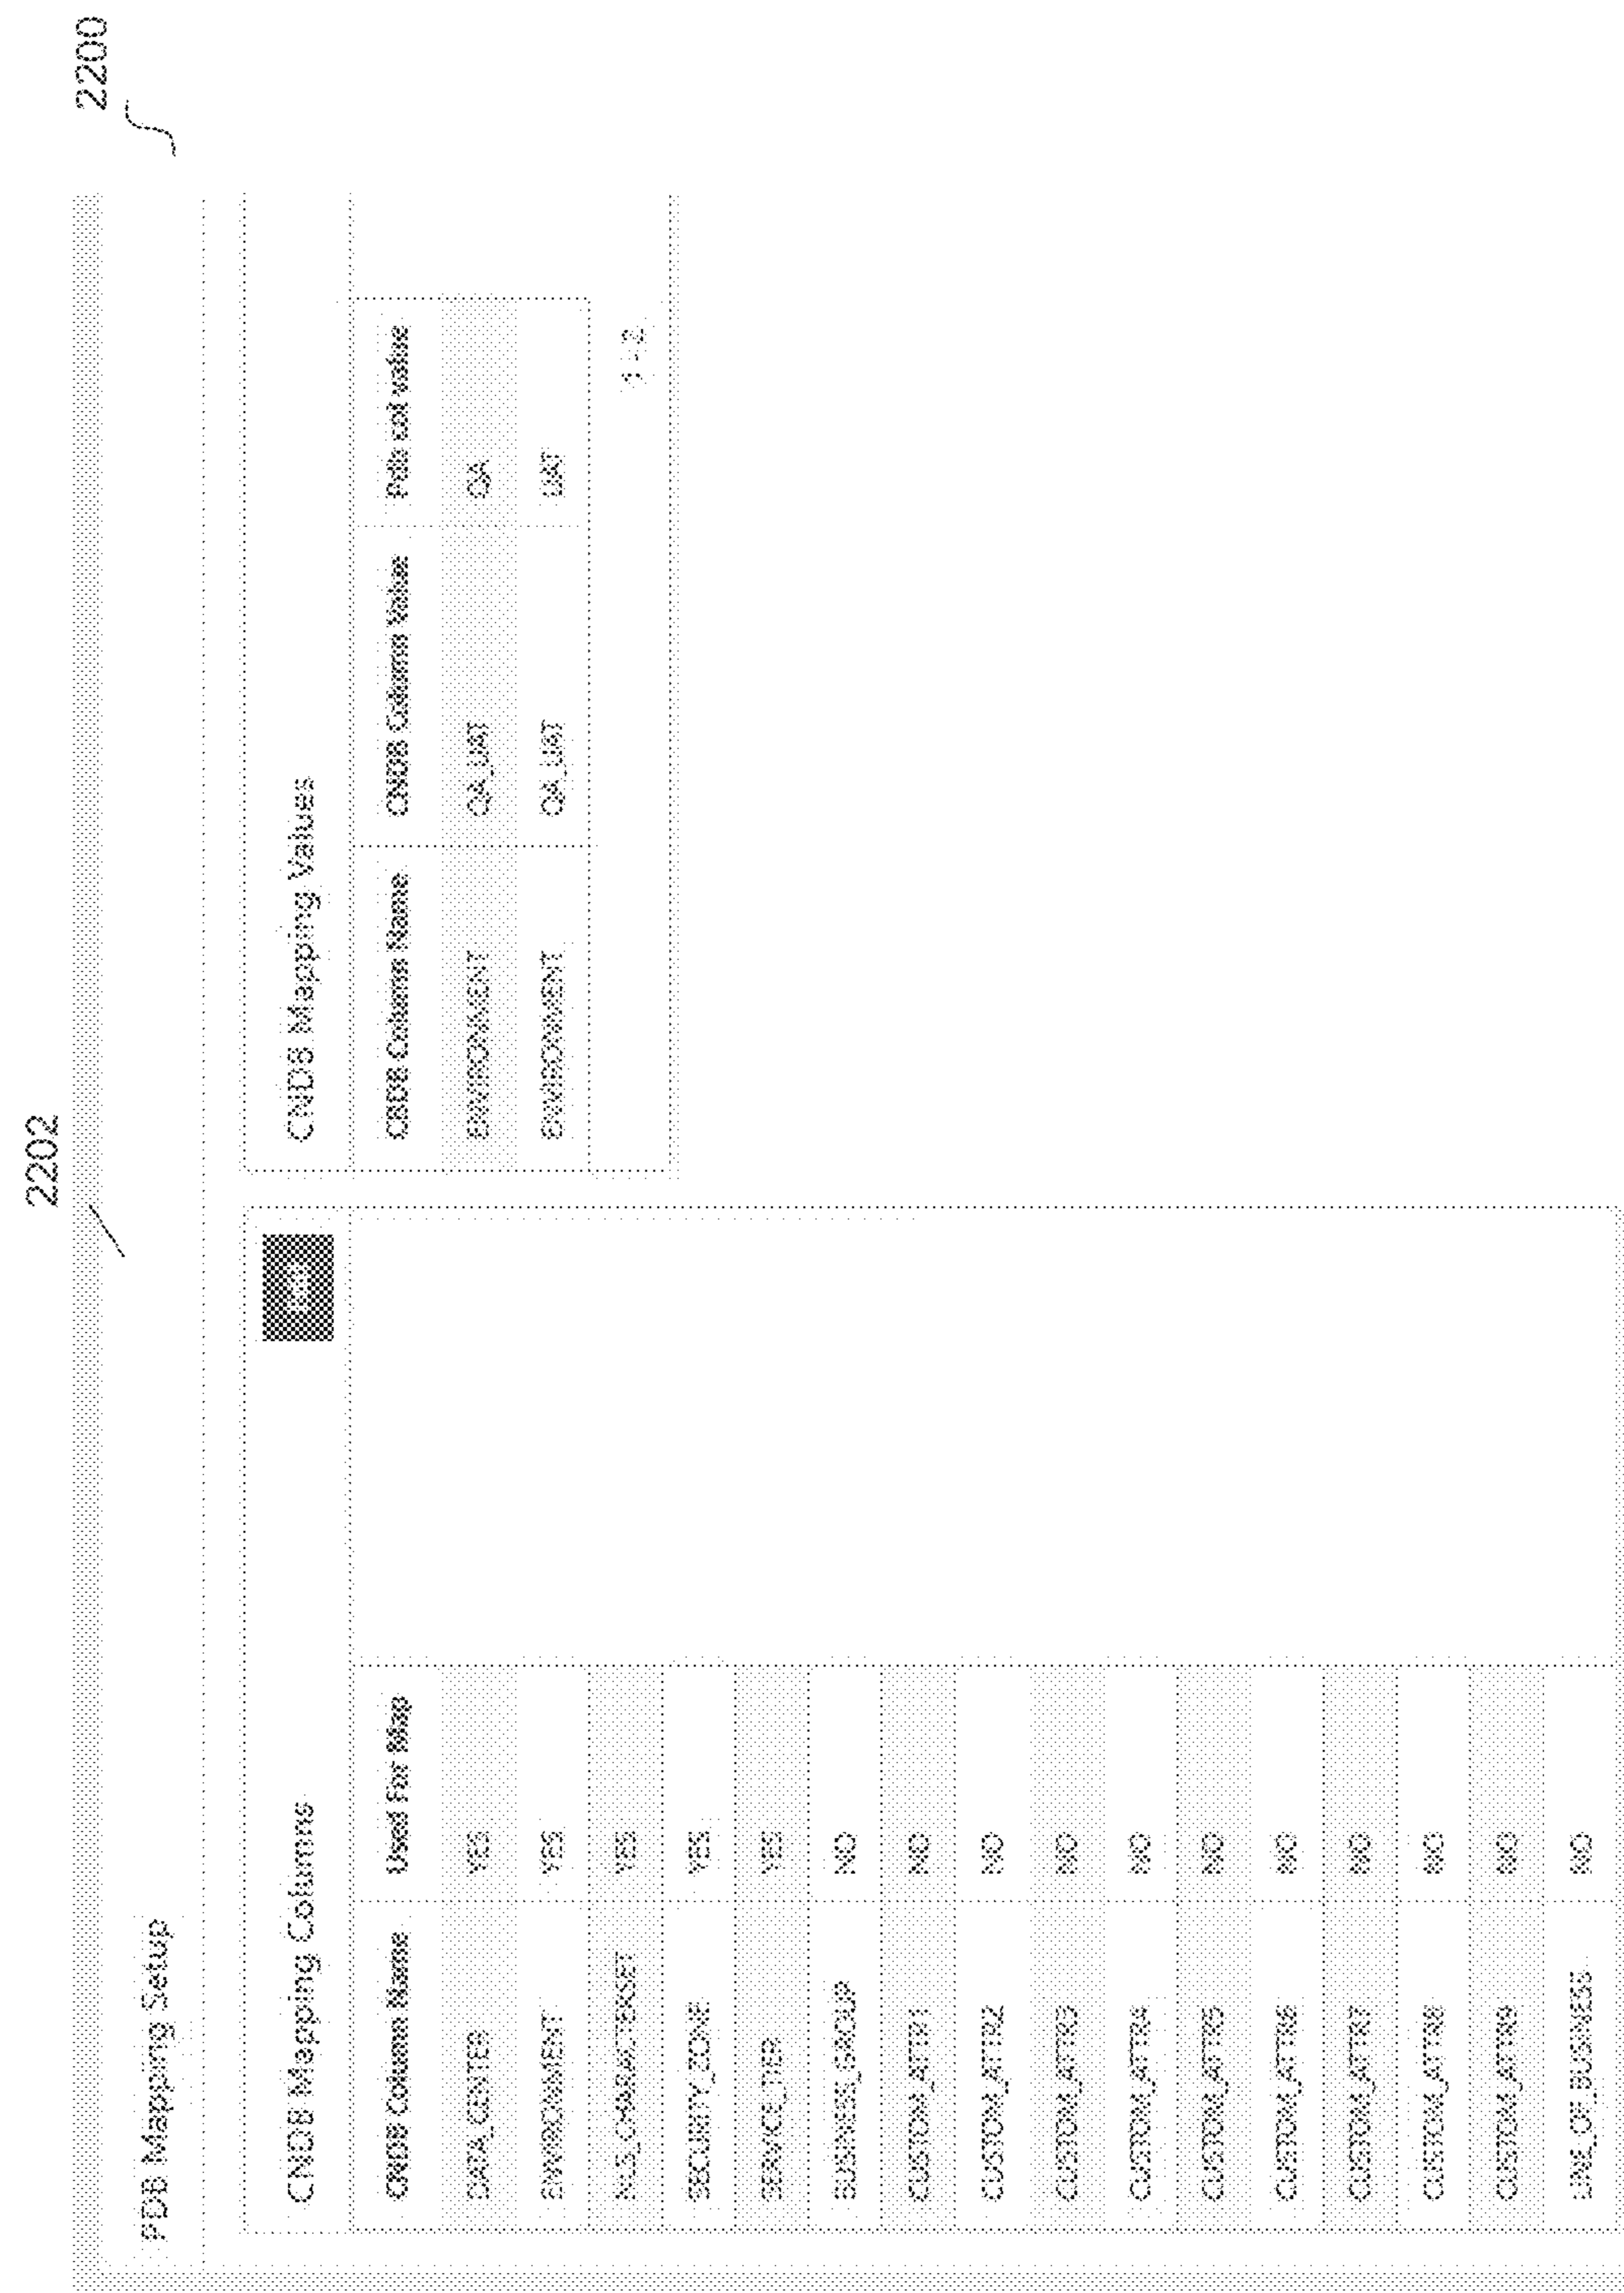 2200
2202
PDB Mapping Setup
CNDB Mapping Columns
CNDB Column Name Used For Map
DATA_CENTER YES
ENVIRONMENT YES
NLS_CHARACTERSET YES
SECURITY_ZONE YES
SERVICE_TIER YES
BUSINESS_GROUP NO
CUSTOM_ATTR1 NO
CUSTOM_ATTR2 NO
CUSTOM_ATTR3 NO
CUSTOM_ATTR4 NO
CUSTOM_ATTR5 NO
CUSTOM_ATTR6 NO
CUSTOM_ATTR7 NO
CUSTOM_ATTR8 NO
CUSTOM_ATTR9 NO
LINE_OF_BUSINESS NO
CNDB Mapping Values
Column Name CNDB Column Value Pdb col value
ENVIRONMENT QA_UAT QA
ENVIRONMENT QA_UAT UAT
1 - 2